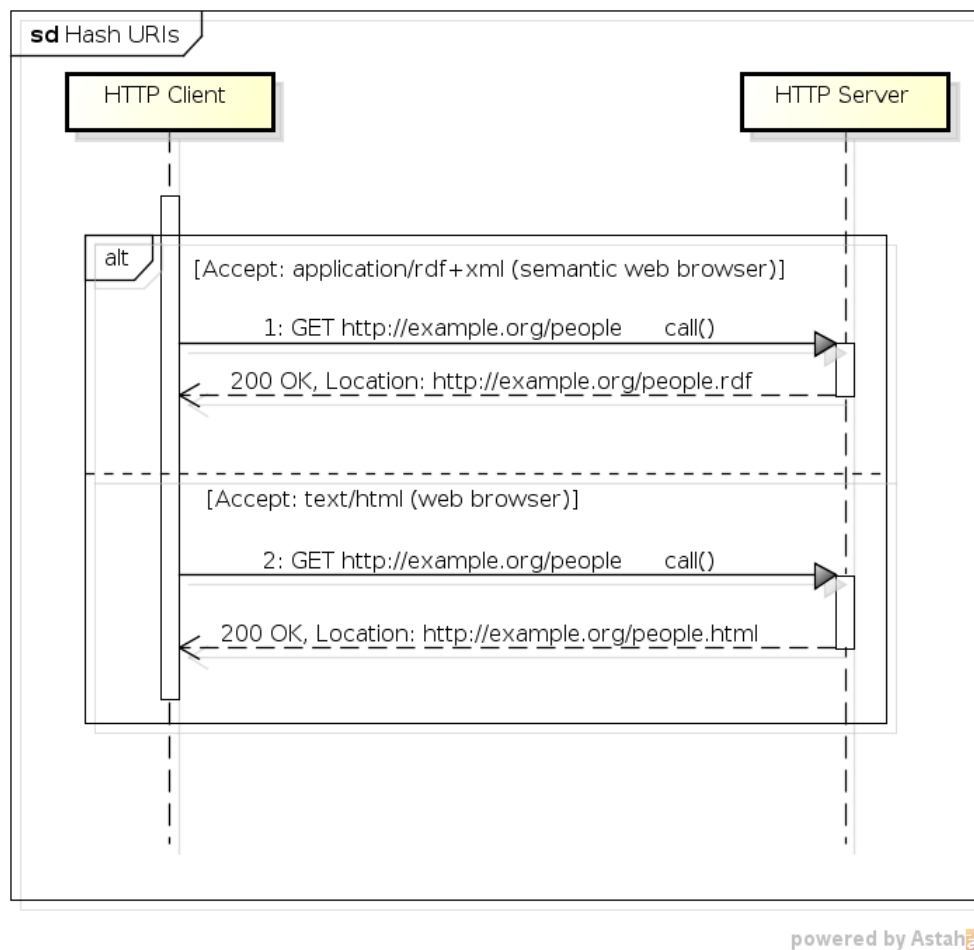 sd Hash URIs
HTTP Client
HTTP Server
alt
[Accept: application/rdf+xml (semantic web browser)]
1: GET http://example.org/people call()
200 OK, Location: http://example.org/people.rdf
[Accept: text/html (web browser)]
2: GET http://example.org/people call()
200 OK, Location: http://example.org/people.html
powered by Astah